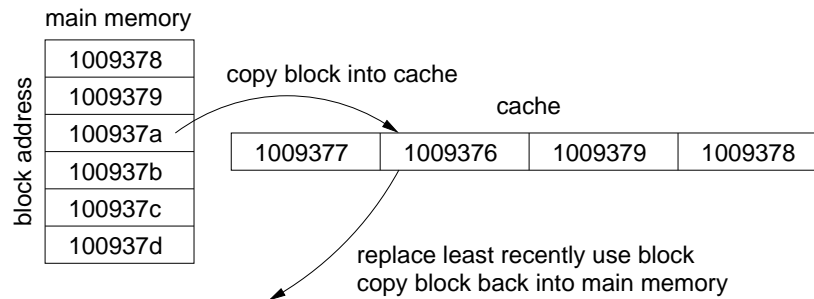 main memory
1009378
1009379
100937a
100937b
100937c
100937d
block address
copy block into cache
cache
1009377 1009376 1009379 1009378
replace least recently use block
copy block back into main memory